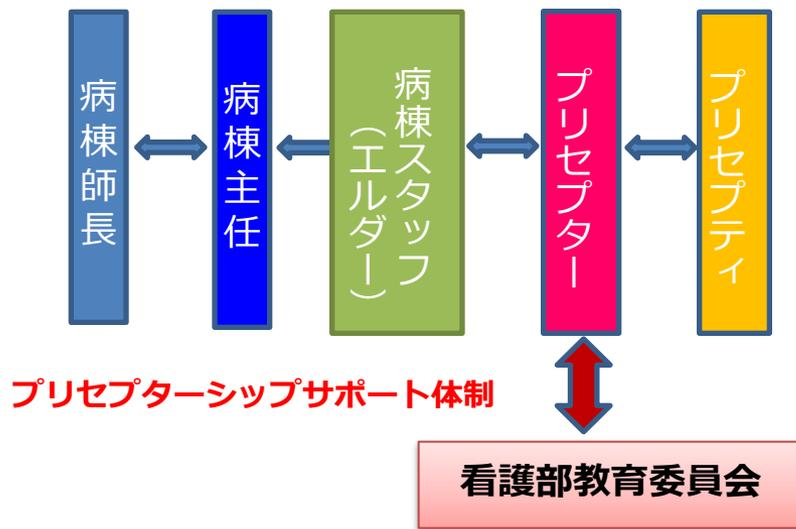 病棟師長
病棟主任
病棟スタッフ
（エルダー）
プリセプター
プリセプティ
プリセプターシップサポート体制
看護部教育委員会